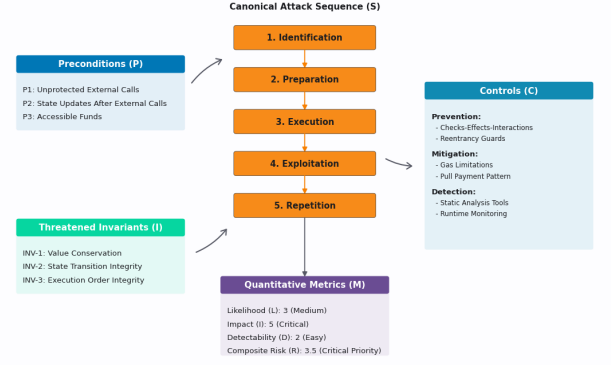 Canonical Attack Sequence (S)
1. Identification
2. Preparation
3. Execution
4. Exploitation
5. Repetition
Preconditions (P)
P1: Unprotected External Calls
P2: State Updates After External Calls
P3: Accessible Funds
Threatened Invariants (I)
INV-1: Value Conservation
INV-2: State Transition Integrity
INV-3: Execution Order Integrity
Controls (C)
Prevention:
- Checks-Effects-Interactions
- Reentrancy Guards
Mitigation:
- Gas Limitations
- Pull Payment Pattern
Detection:
- Static Analysis Tools
- Runtime Monitoring
Quantitative Metrics (M)
Likelihood (L): 3 (Medium)
Impact (I): 5 (Critical)
Detectability (D): 2 (Easy)
Composite Risk (R): 3.5 (Critical Priority)